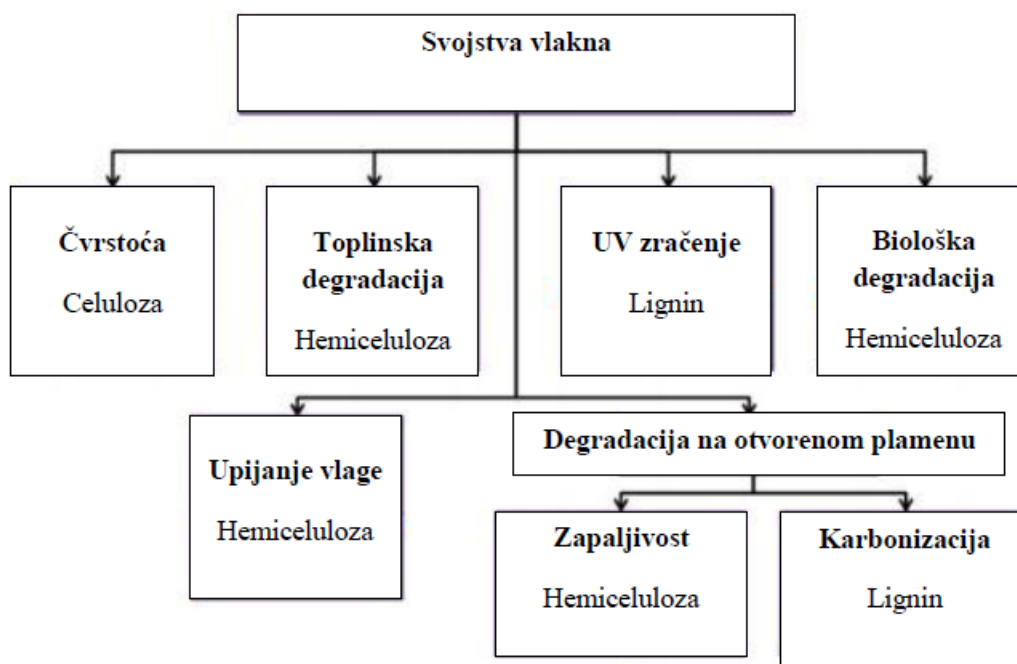 Svojstva vlakna
Čvrstoća
Celuloza
Toplinska
degradacija
Hemiceluloza
UV zračenje
Lignin
Biološka
degradacija
Hemiceluloza
Upijanje vlage
Hemiceluloza
Degradacija na otvorenom plamenu
Zapaljivost
Hemiceluloza
Karbonizacija
Lignin